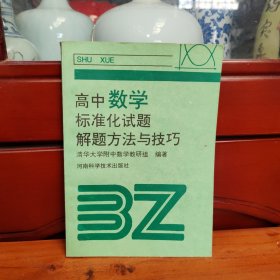 SHU XUE
高中数学
标准化试题
解题方法与技巧
清华大学附中数学教研组 编著
河南科学技术出版社
BZ